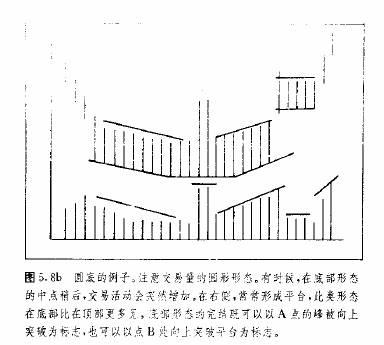 图5.8b 圆底的例子。注意交易量的圆形形态。有时候,在底部形态
的中点稍后,交易活动会突然增加。在右侧,常常形成平台,此类形态
在底部比在顶部更多见。底部形态的完结既可以以A点的峰被向上
突破为标志,也可以以点B处向上突破平台为标志。